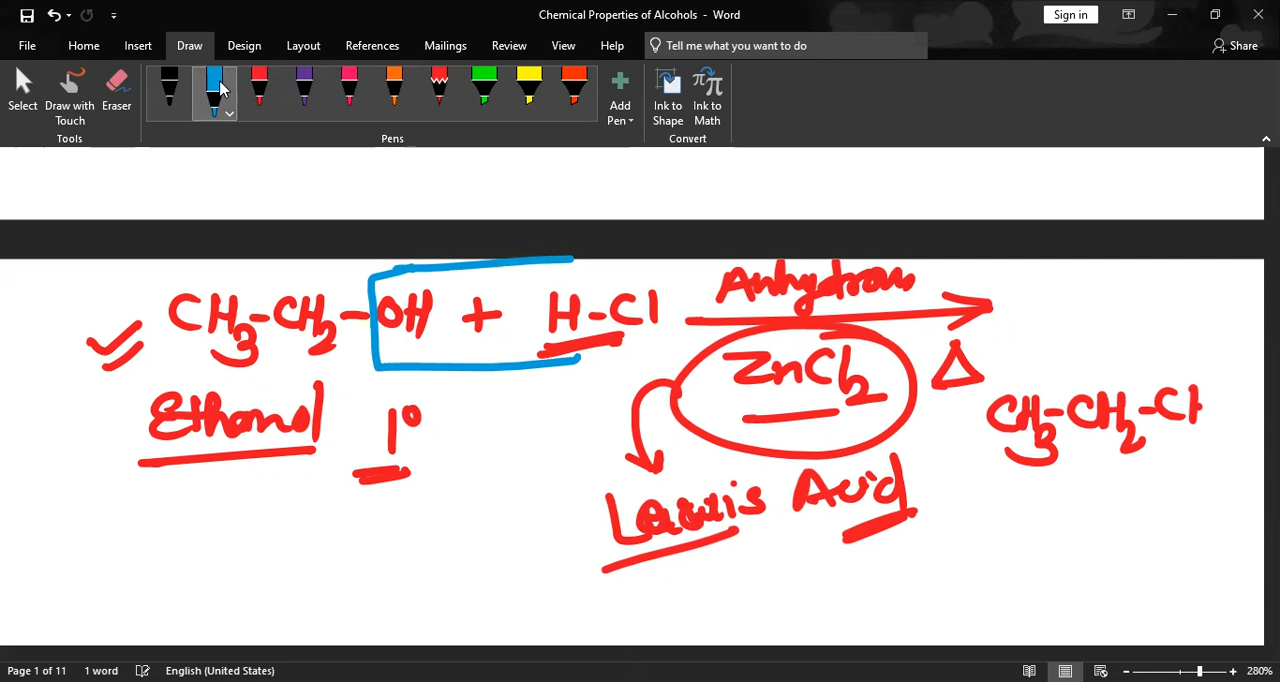 Chemical Properties of Alcohols - Word
Sign in
File Home Insert Draw Design Layout References Mailings Review View Help Tell me what you want to do Share
Select Draw with Touch Eraser Add Pen Ink to Shape Ink to Math
Tools Pens Convert
CH3-CH2-OH + H-Cl Anhydrous
ZnCl2 Δ
CH3-CH2-Cl
Ethanol 1°
Lewis Acid
Page 1 of 11 1 word English (United States) 280%